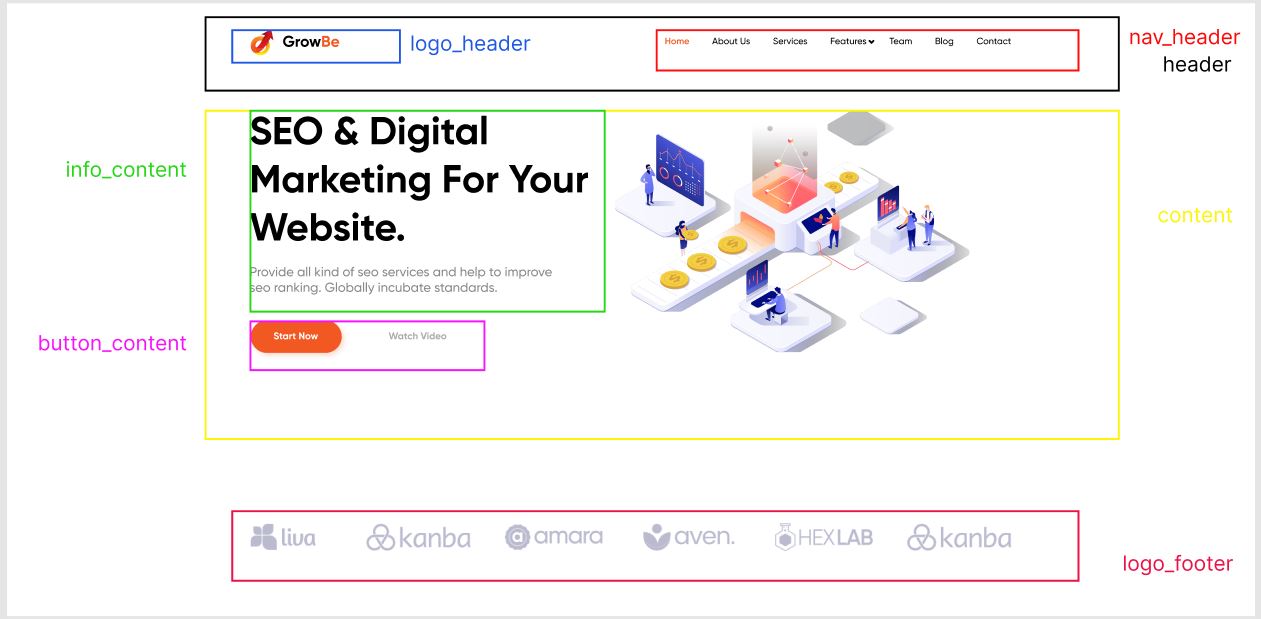 GrowBe
logo_header
Home About Us Services Features Team Blog Contact
nav_header
header
SEO & Digital
Marketing For Your
Website.
info_content
content
Provide all kind of seo services and help to improve
seo ranking. Globally incubate standards.
button_content
Start Now Watch Video
liva kanba @amara aven. HEXLAB kanba
logo_footer